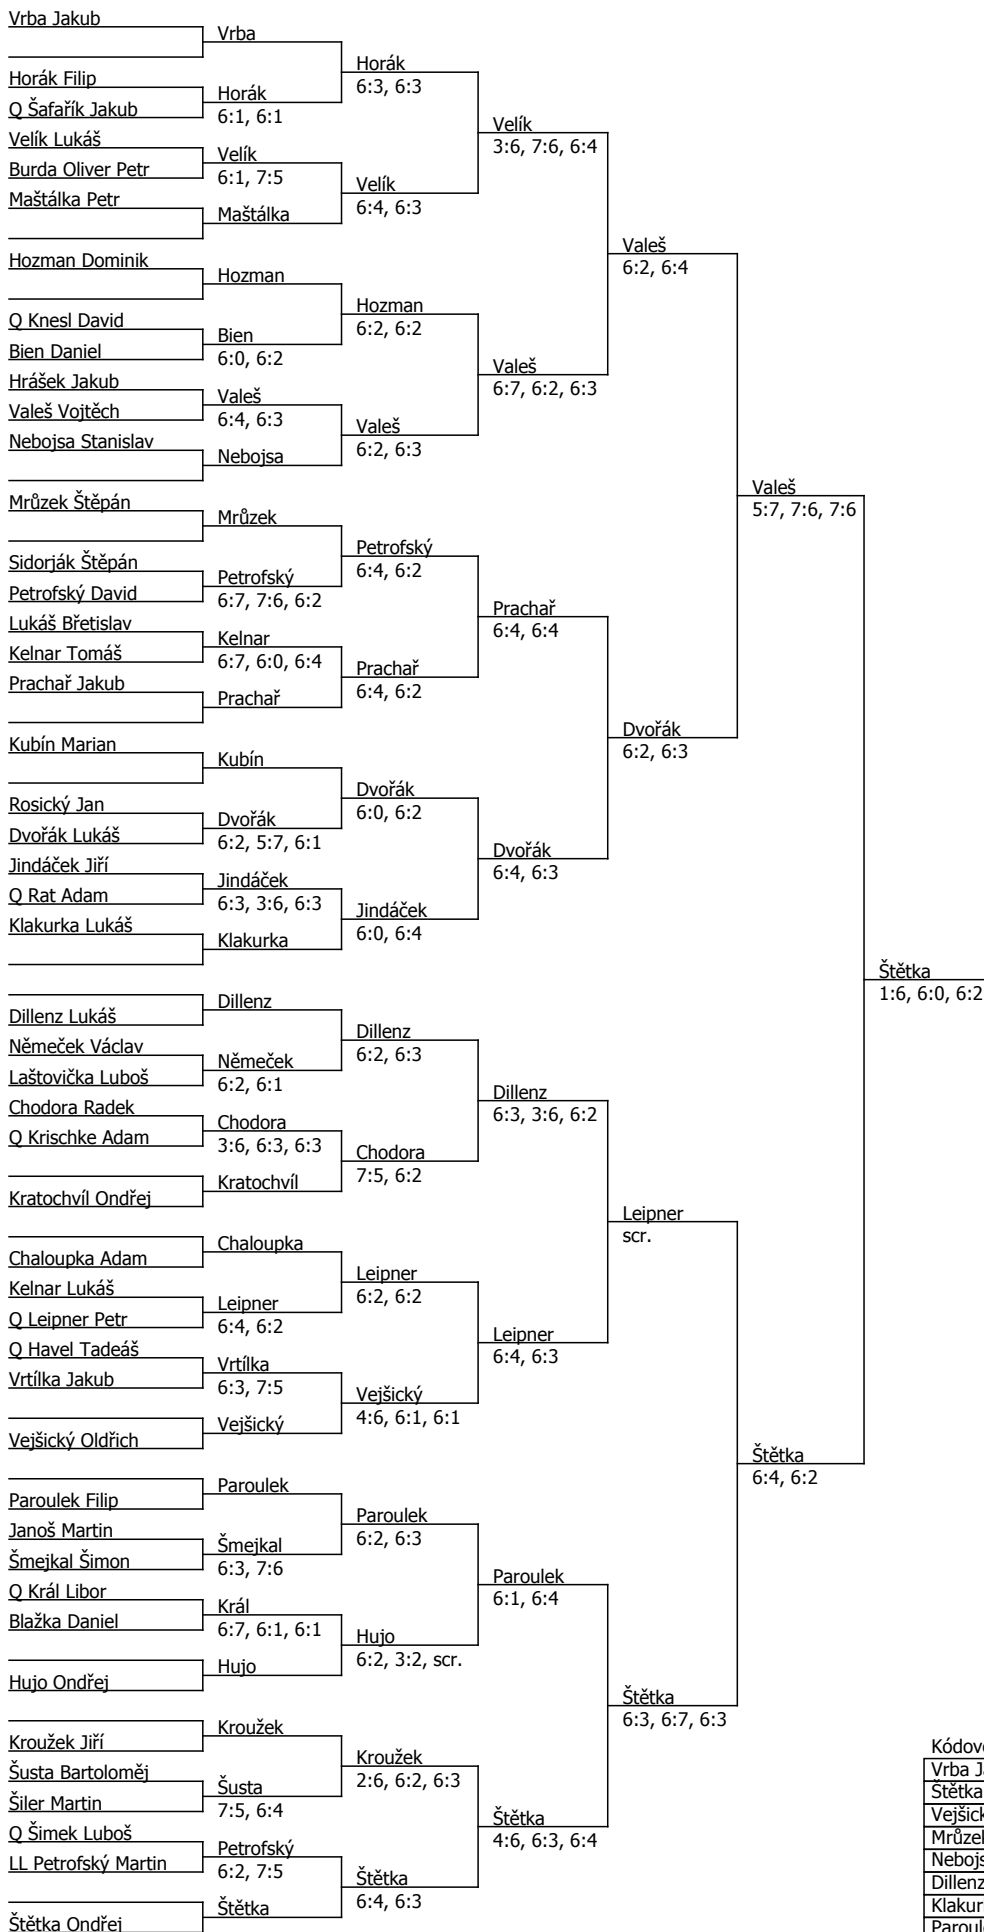 Vrba Jakub
Horák Filip
Q Šafařík Jakub
Velík Lukáš
Burda Oliver Petr
Maštálka Petr
Hozman Dominik
Q Knesl David
Bien Daniel
Hrášek Jakub
Valeš Vojtěch
Nebojsa Stanislav
Mrůzek Štěpán
Sidorják Štěpán
Petrofský David
Lukáš Břetislav
Kelnar Tomáš
Prachař Jakub
Kubín Marian
Rosický Jan
Dvořák Lukáš
Jindáček Jiří
Q Rat Adam
Klakurka Lukáš
Dillenz Lukáš
Němeček Václav
Laštovička Luboš
Chodora Radek
Q Krischke Adam
Kratochvíl Ondřej
Chaloupka Adam
Kelnar Lukáš
Q Leipner Petr
Q Havel Tadeáš
Vrtílka Jakub
Vejšický Oldřich
Paroulek Filip
Janoš Martin
Šmejkal Šimon
Q Král Libor
Blažka Daniel
Hujo Ondřej
Kroužek Jiří
Šusta Bartoloměj
Šiler Martin
Q Šimek Luboš
LL Petrofský Martin
Štětka Ondřej
Vrba
Horák
6:1, 6:1
Velík
6:1, 7:5
Maštálka
Hozman
Bien
6:0, 6:2
Valeš
6:4, 6:3
Nebojsa
Mrůzek
Petrofský
6:7, 7:6, 6:2
Kelnar
6:7, 6:0, 6:4
Prachař
Kubín
Dvořák
6:2, 5:7, 6:1
Jindáček
6:3, 3:6, 6:3
Klakurka
Dillenz
Němeček
6:2, 6:1
Chodora
3:6, 6:3, 6:3
Kratochvíl
Chaloupka
Leipner
6:4, 6:2
Vrtílka
6:3, 7:5
Vejšický
Paroulek
Šmejkal
6:3, 7:6
Král
6:7, 6:1, 6:1
Hujo
Kroužek
Šusta
7:5, 6:4
Petrofský
6:2, 7:5
Štětka
Horák
6:3, 6:3
Velík
6:4, 6:3
Hozman
6:2, 6:2
Valeš
6:2, 6:3
Petrofský
6:4, 6:2
Prachař
6:4, 6:2
Dvořák
6:0, 6:2
Jindáček
6:0, 6:4
Dillenz
6:2, 6:3
Chodora
7:5, 6:2
Leipner
6:2, 6:2
Vejšický
4:6, 6:1, 6:1
Paroulek
6:2, 6:3
Hujo
6:2, 3:2, scr.
Kroužek
2:6, 6:2, 6:3
Štětka
6:4, 6:3
Velík
3:6, 7:6, 6:4
Valeš
6:7, 6:2, 6:3
Prachař
6:4, 6:4
Dvořák
6:4, 6:3
Dillenz
6:3, 3:6, 6:2
Leipner
6:4, 6:3
Paroulek
6:1, 6:4
Štětka
4:6, 6:3, 6:4
Valeš
6:2, 6:4
Dvořák
6:2, 6:3
Leipner
scr.
Štětka
6:3, 6:7, 6:3
Valeš
5:7, 7:6, 7:6
Štětka
6:4, 6:2
Štětka
1:6, 6:0, 6:2
Kódov
Vrba J
Štětka
Vejšick
Mrůzek
Nebojs
Dillenz
Klakur
Paroul